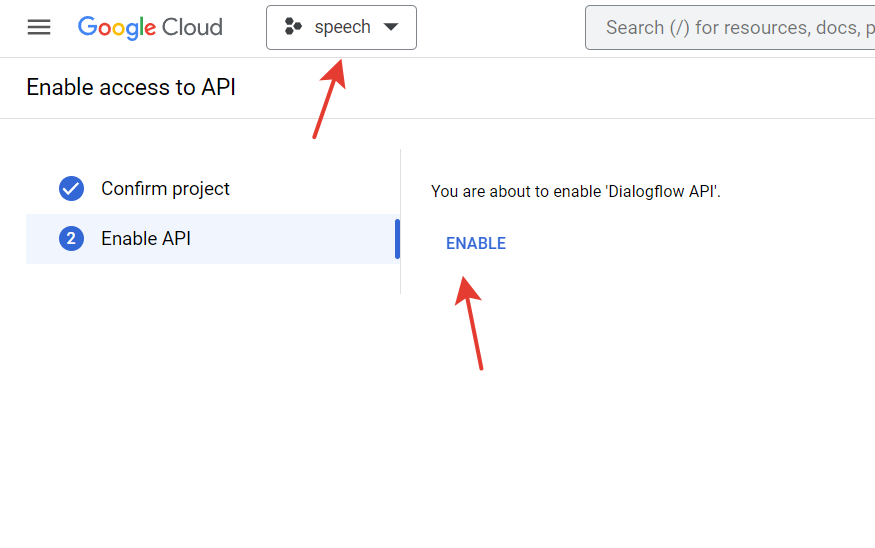 Google Cloud
speech
Search (/) for resources, docs, p
Enable access to API
Confirm project
2 Enable API
You are about to enable 'Dialogflow API'.
ENABLE